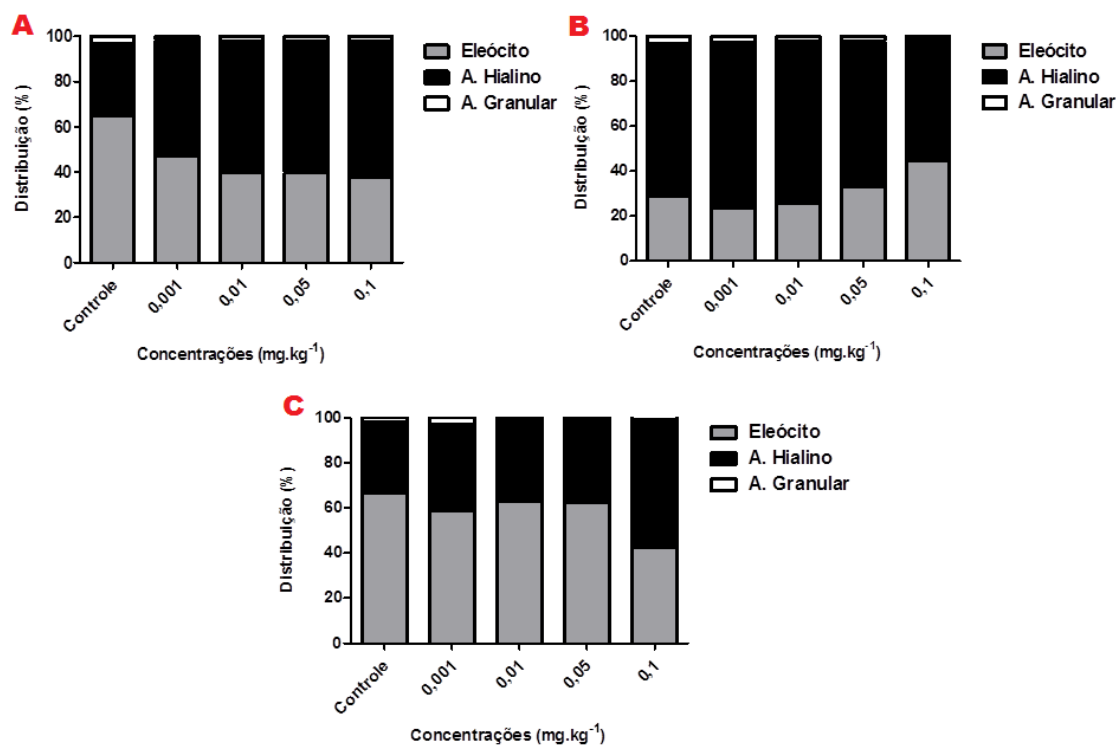 A
Distribuição (%)
100
80
60
40
20
0
Controle
0,001
0,01
0,05
0,1
Concentrações (mg.kg⁻¹)
Eleócito
A. Hialino
A. Granular
B
Distribuição (%)
100
80
60
40
20
0
Controle
0,001
0,01
0,05
0,1
Concentrações (mg.kg⁻¹)
Eleócito
A. Hialino
A. Granular
C
Distribuição (%)
100
80
60
40
20
0
Controle
0,001
0,01
0,05
0,1
Concentrações (mg.kg⁻¹)
Eleócito
A. Hialino
A. Granular